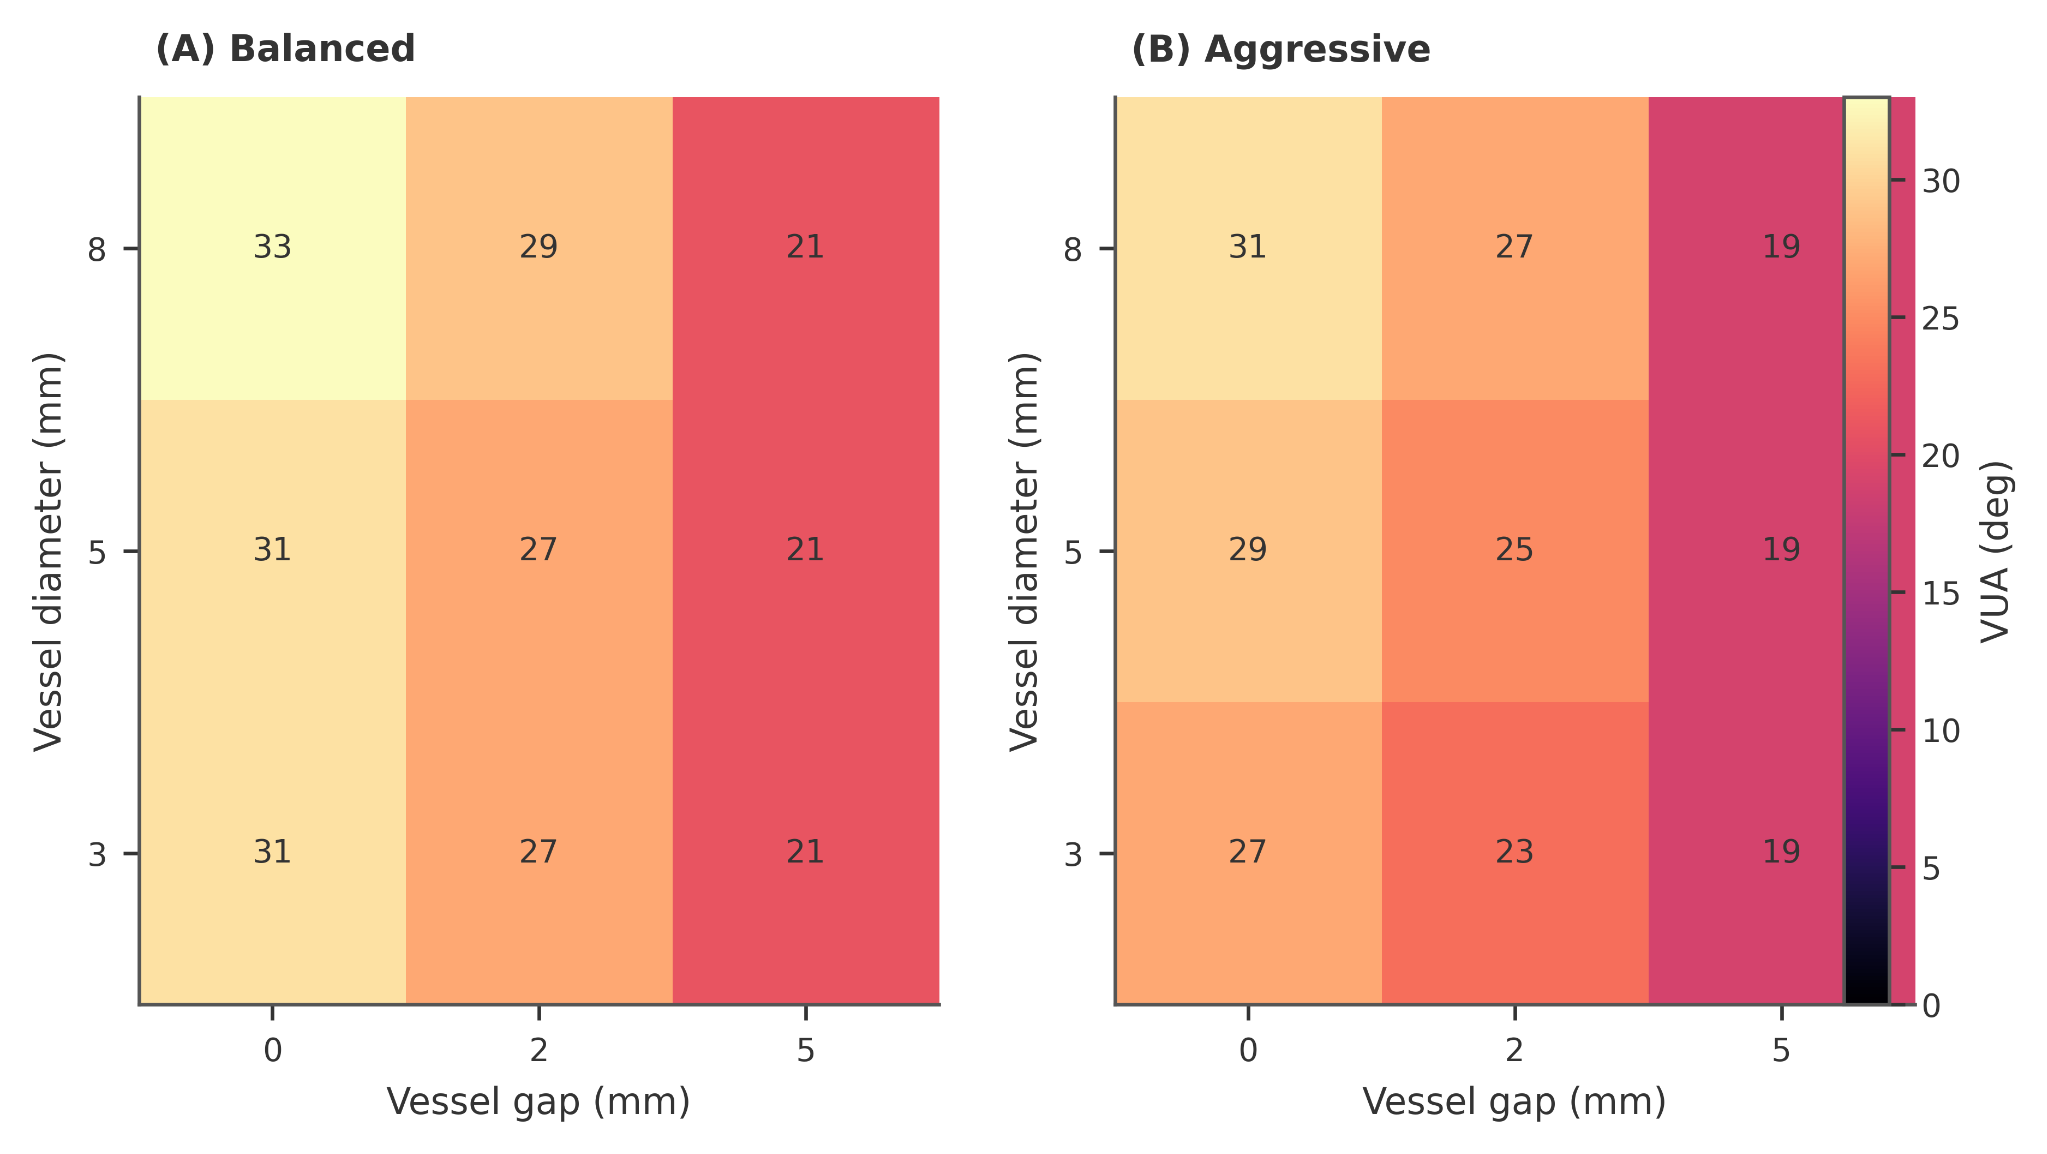 (A) Balanced
Vessel diameter (mm)
8
33 29 21
5
31 27 21
3
31 27 21
0 2 5
Vessel gap (mm)
(B) Aggressive
Vessel diameter (mm)
8
31 27 19
5
29 25 19
3
27 23 19
0 2 5
Vessel gap (mm)
30
25
20
15
10
5
0
VUA (deg)